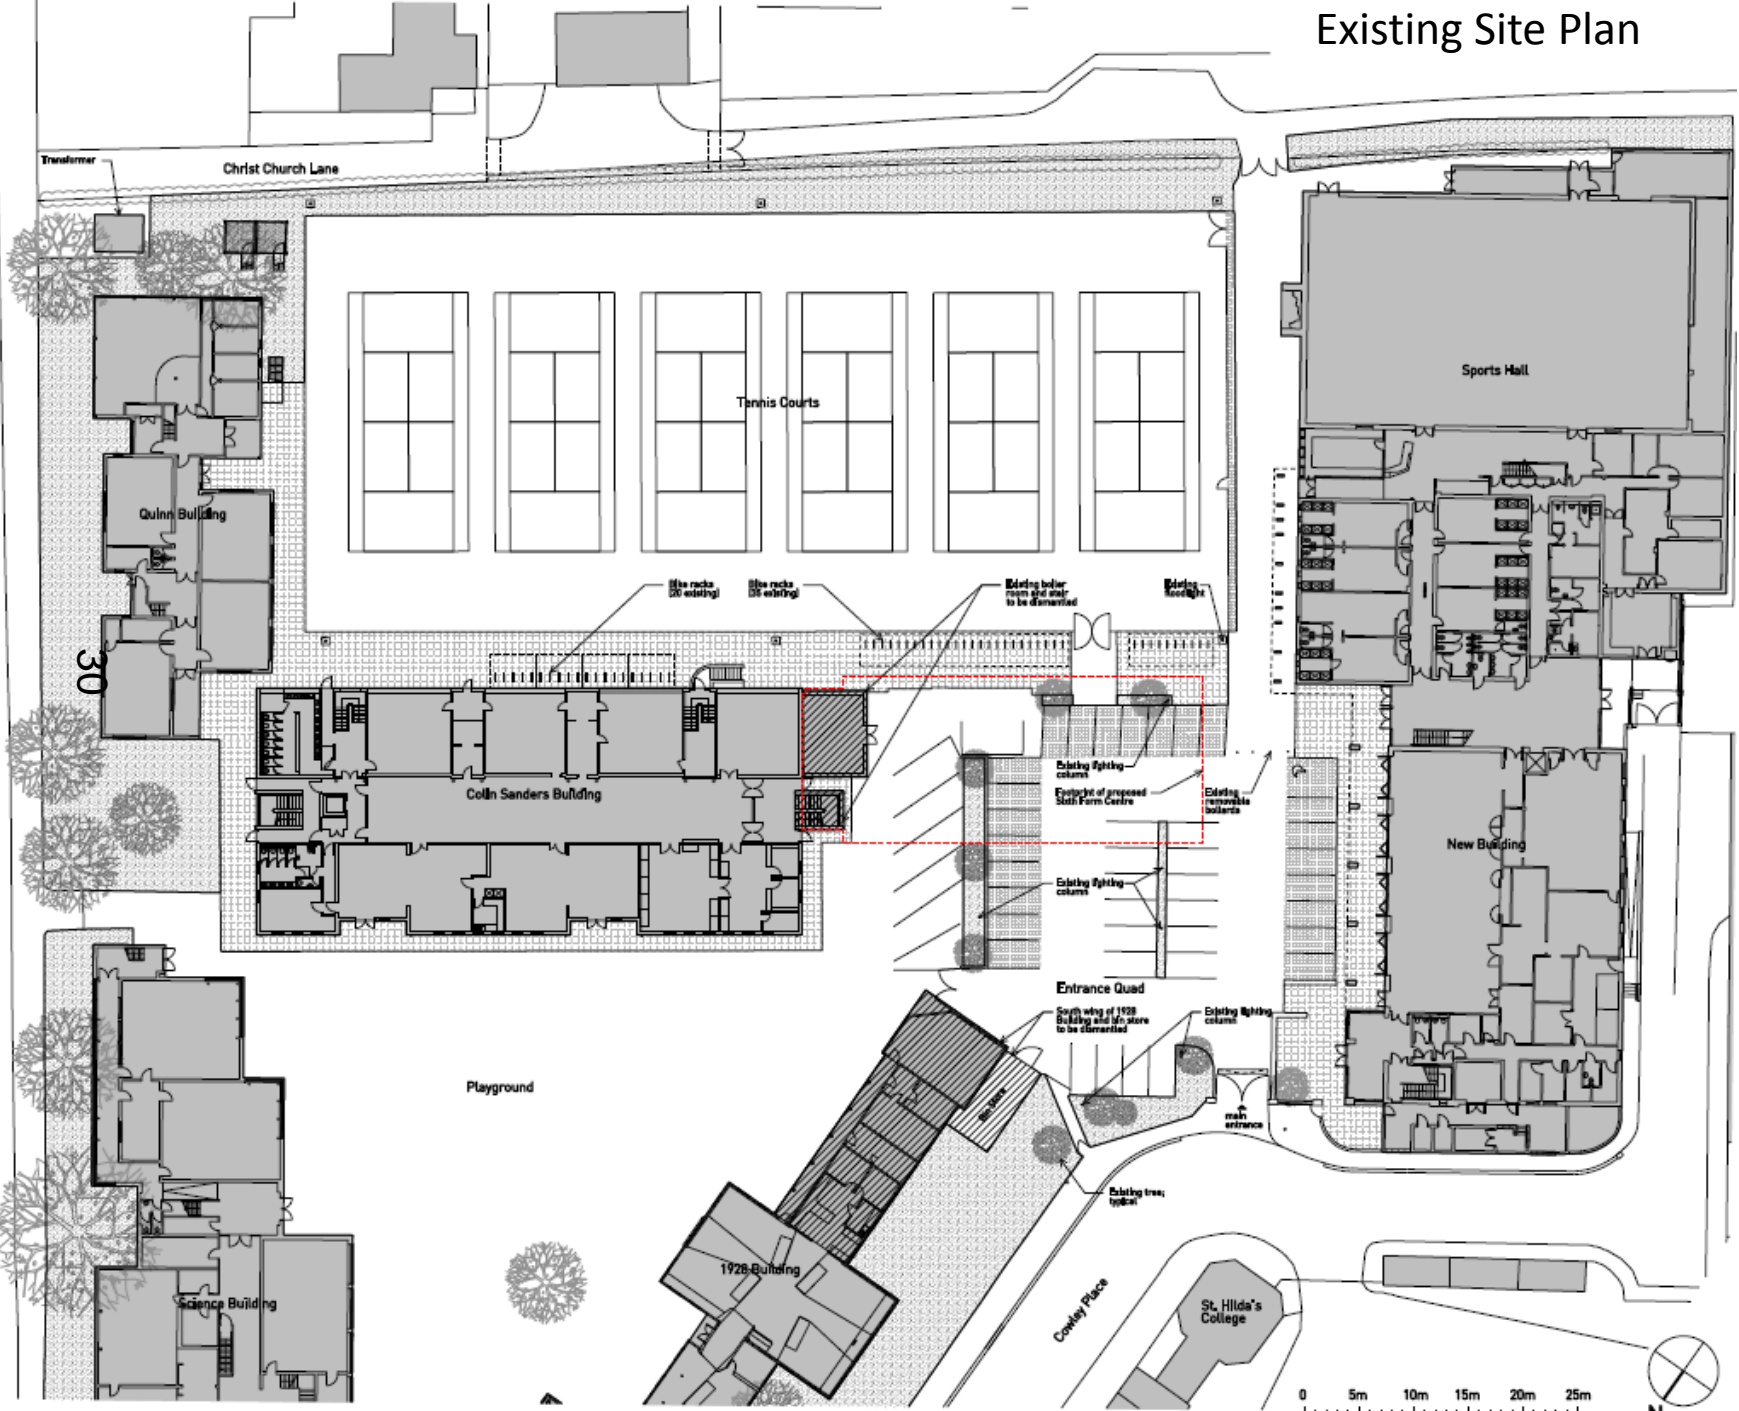 Existing Site Plan
Transformer
Christ Church Lane
Tennis Courts
Sports Hall
Quinn Building
Bike racks
(20 existing)
Bike racks
(35 existing)
Existing boiler
room and stair
to be dismantled
Existing
floodlight
30
Colin Sanders Building
Existing lighting
column
Footprint of proposed
Sixth Form Centre
Existing
removable
bollards
New Building
Existing lighting
column
Entrance Quad
South wing of 1928
Building and bin store
to be dismantled
Existing lighting
column
Playground
Bin Store
main
entrance
Existing tree,
typical
1928 Building
Science Building
Cowley Place
St. Hilda's
College
0 5m 10m 15m 20m 25m
N